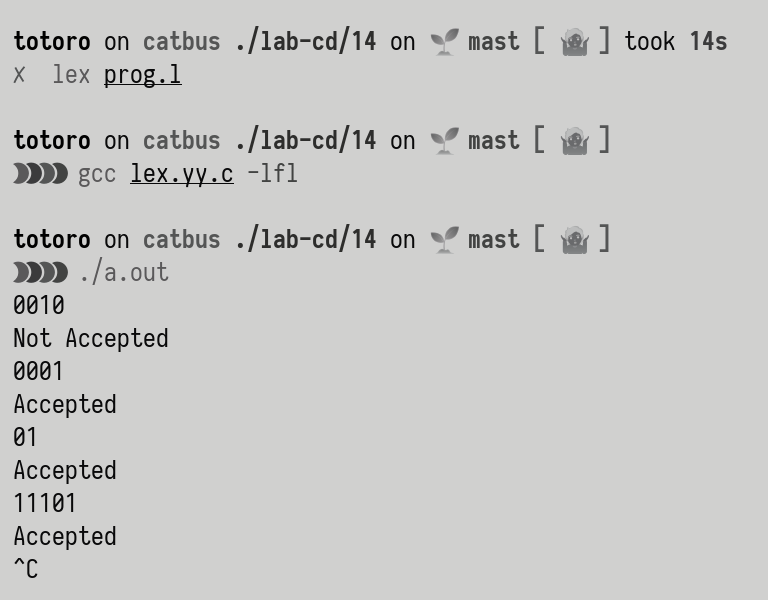 totoro on catbus ./lab-cd/14 on 🌱 mast [ 🤷 ] took 14s
✗ lex prog.l
totoro on catbus ./lab-cd/14 on 🌱 mast [ 🤷 ]
❩❩❩❩ gcc lex.yy.c -lfl
totoro on catbus ./lab-cd/14 on 🌱 mast [ 🤷 ]
❩❩❩❩ ./a.out
0010
Not Accepted
0001
Accepted
01
Accepted
11101
Accepted
^C